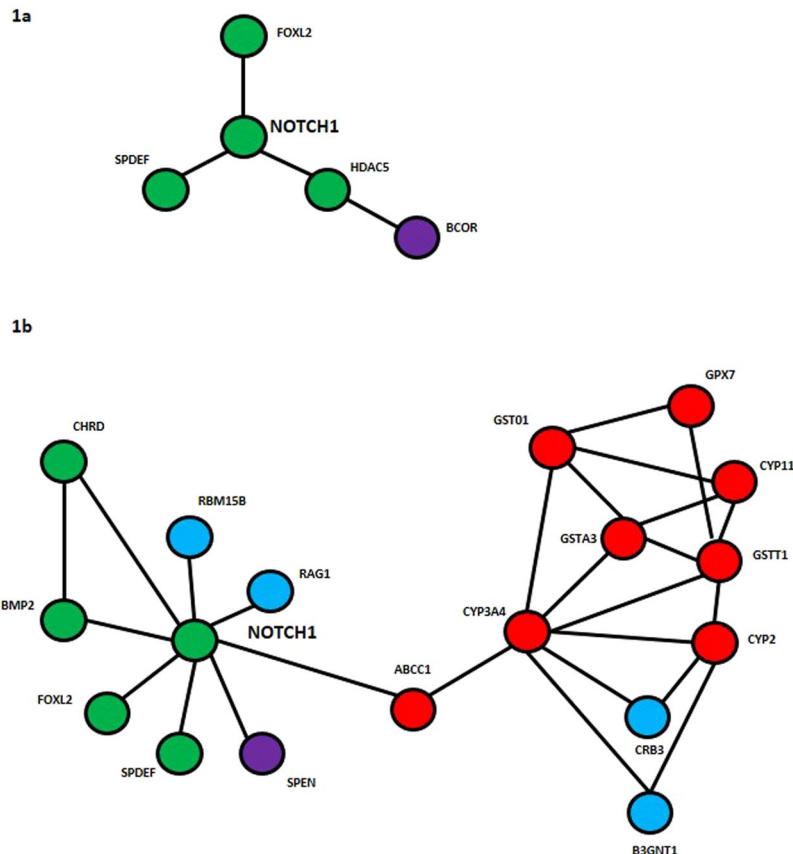 1a
FOXL2
NOTCH1
SPDEF
HDAC5
BCOR
1b
GPX7
CHRD
GST01
CYP11
RBM15B
GSTA3
GSTT1
RAG1
BMP2
CYP3A4
NOTCH1
CYP2
ABCC1
FOXL2
CRB3
SPDEF
SPEN
B3GNT1